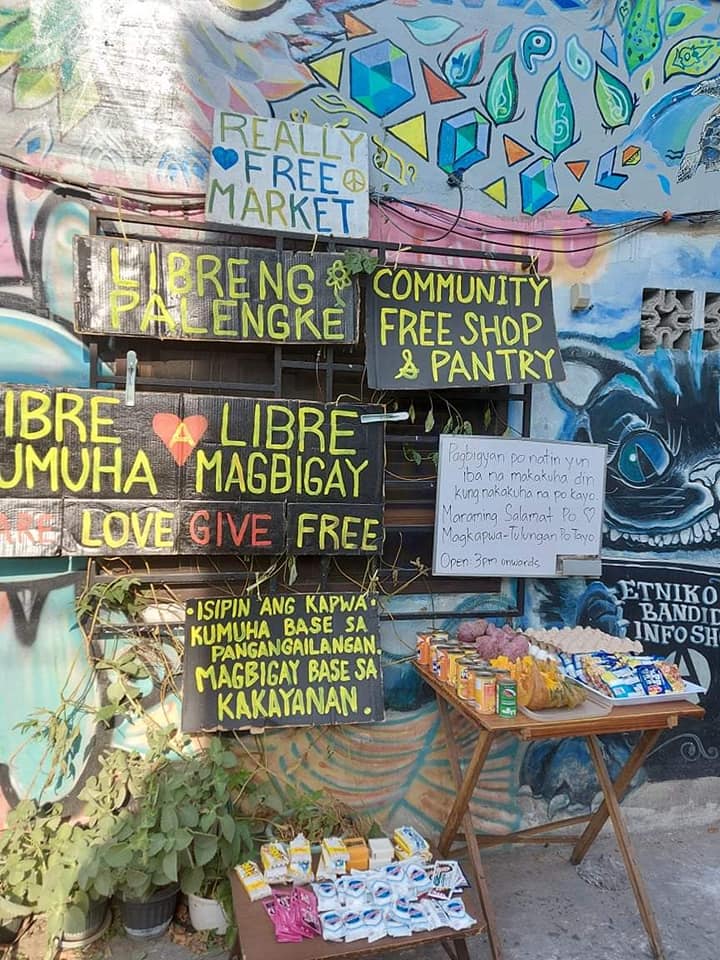 REALLY
FREE
MARKET
LIBRENG
PALENGKE
COMMUNITY
FREE SHOP
& PANTRY
IBRE A LIBRE
UMUHA MAGBIGAY
ARE LOVE GIVE FREE
Pagbigyan po natin yun
iba na makakuha din
kung nakakuha na po kayo.
Maraming Salamat Po ♡
Magkapwa-Tulungan Po Tayo
Open: 3pm onwards
• ISIPIN ANG KAPWA •
KUMUHA BASE SA
PANGANGAILANGAN.
MAGBIGAY BASE SA
KAKAYANAN.
ETNIKO
BANDI
INFOSH